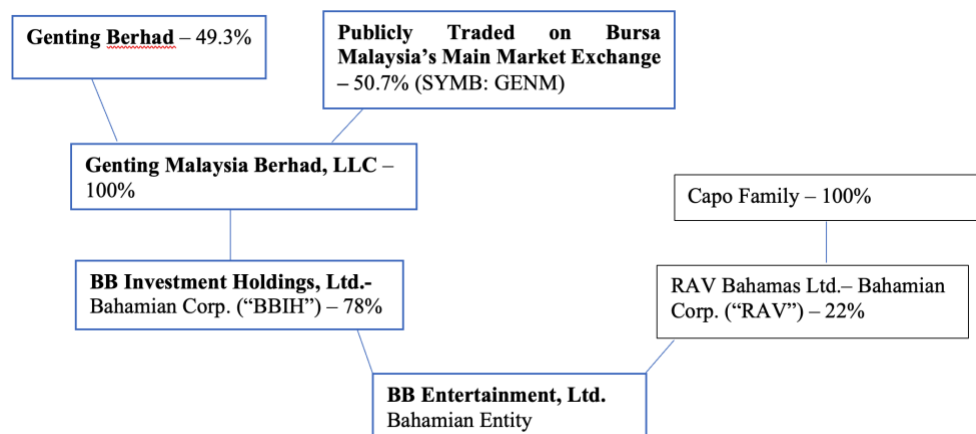 Genting Berhad – 49.3%
Publicly Traded on Bursa
Malaysia’s Main Market Exchange
– 50.7% (SYMB: GENM)
Genting Malaysia Berhad, LLC –
100%
Capo Family – 100%
BB Investment Holdings, Ltd.-
Bahamian Corp. (“BBIH”) – 78%
RAV Bahamas Ltd.– Bahamian
Corp. (“RAV”) – 22%
BB Entertainment, Ltd.
Bahamian Entity